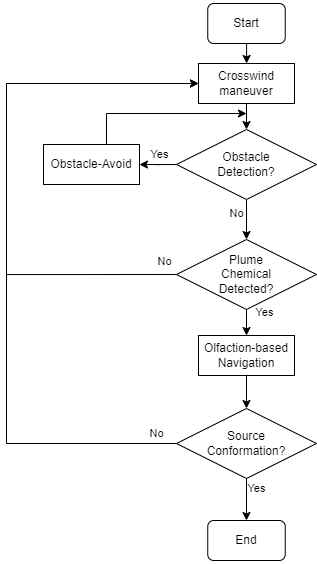 Start
Crosswind
maneuver
Obstacle
Detection?
Yes
Obstacle-Avoid
No
Plume
Chemical
Detected?
No
Yes
Olfaction-based
Navigation
Source
Conformation?
No
Yes
End